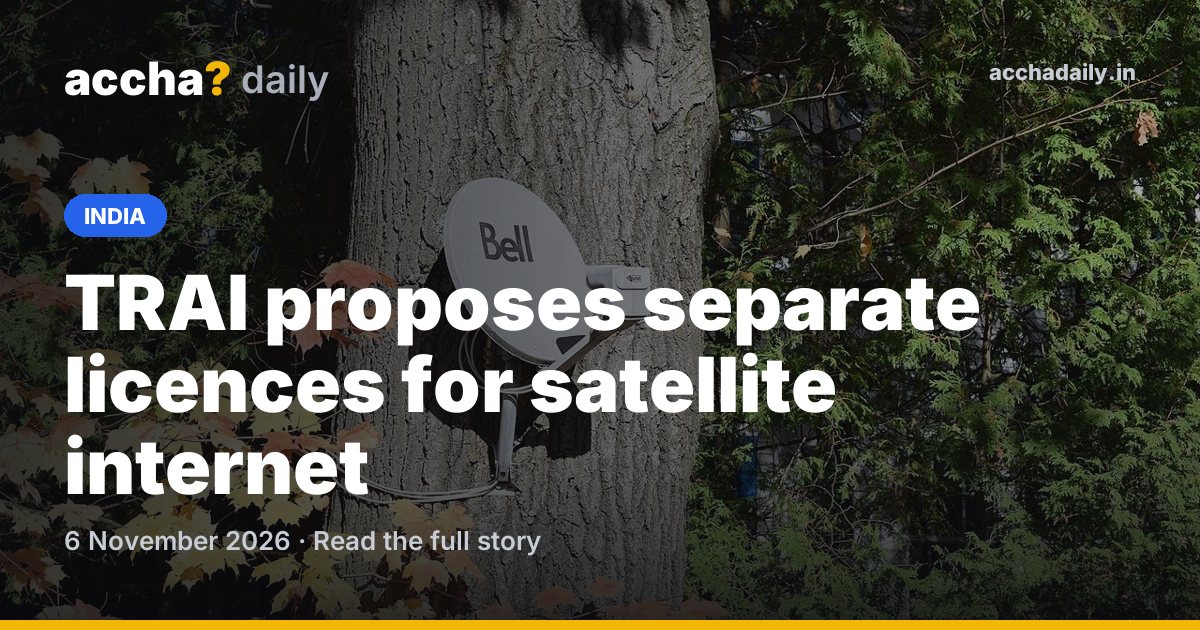 accha? daily
acchadaily.in
INDIA
Bell
TRAI proposes separate
licences for satellite
internet
6 November 2026 · Read the full story